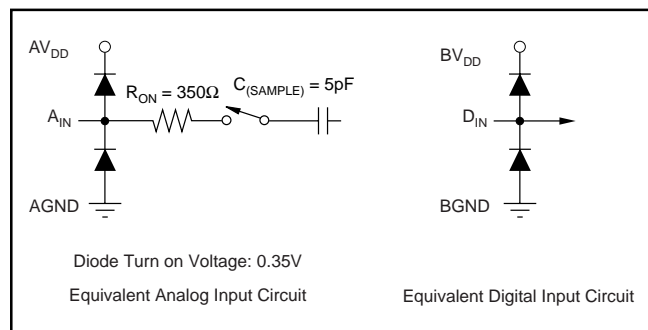 AVDD
RON = 350Ω
C(SAMPLE) = 5pF
AIN
AGND
Diode Turn on Voltage: 0.35V
Equivalent Analog Input Circuit
BVDD
DIN
BGND
Equivalent Digital Input Circuit